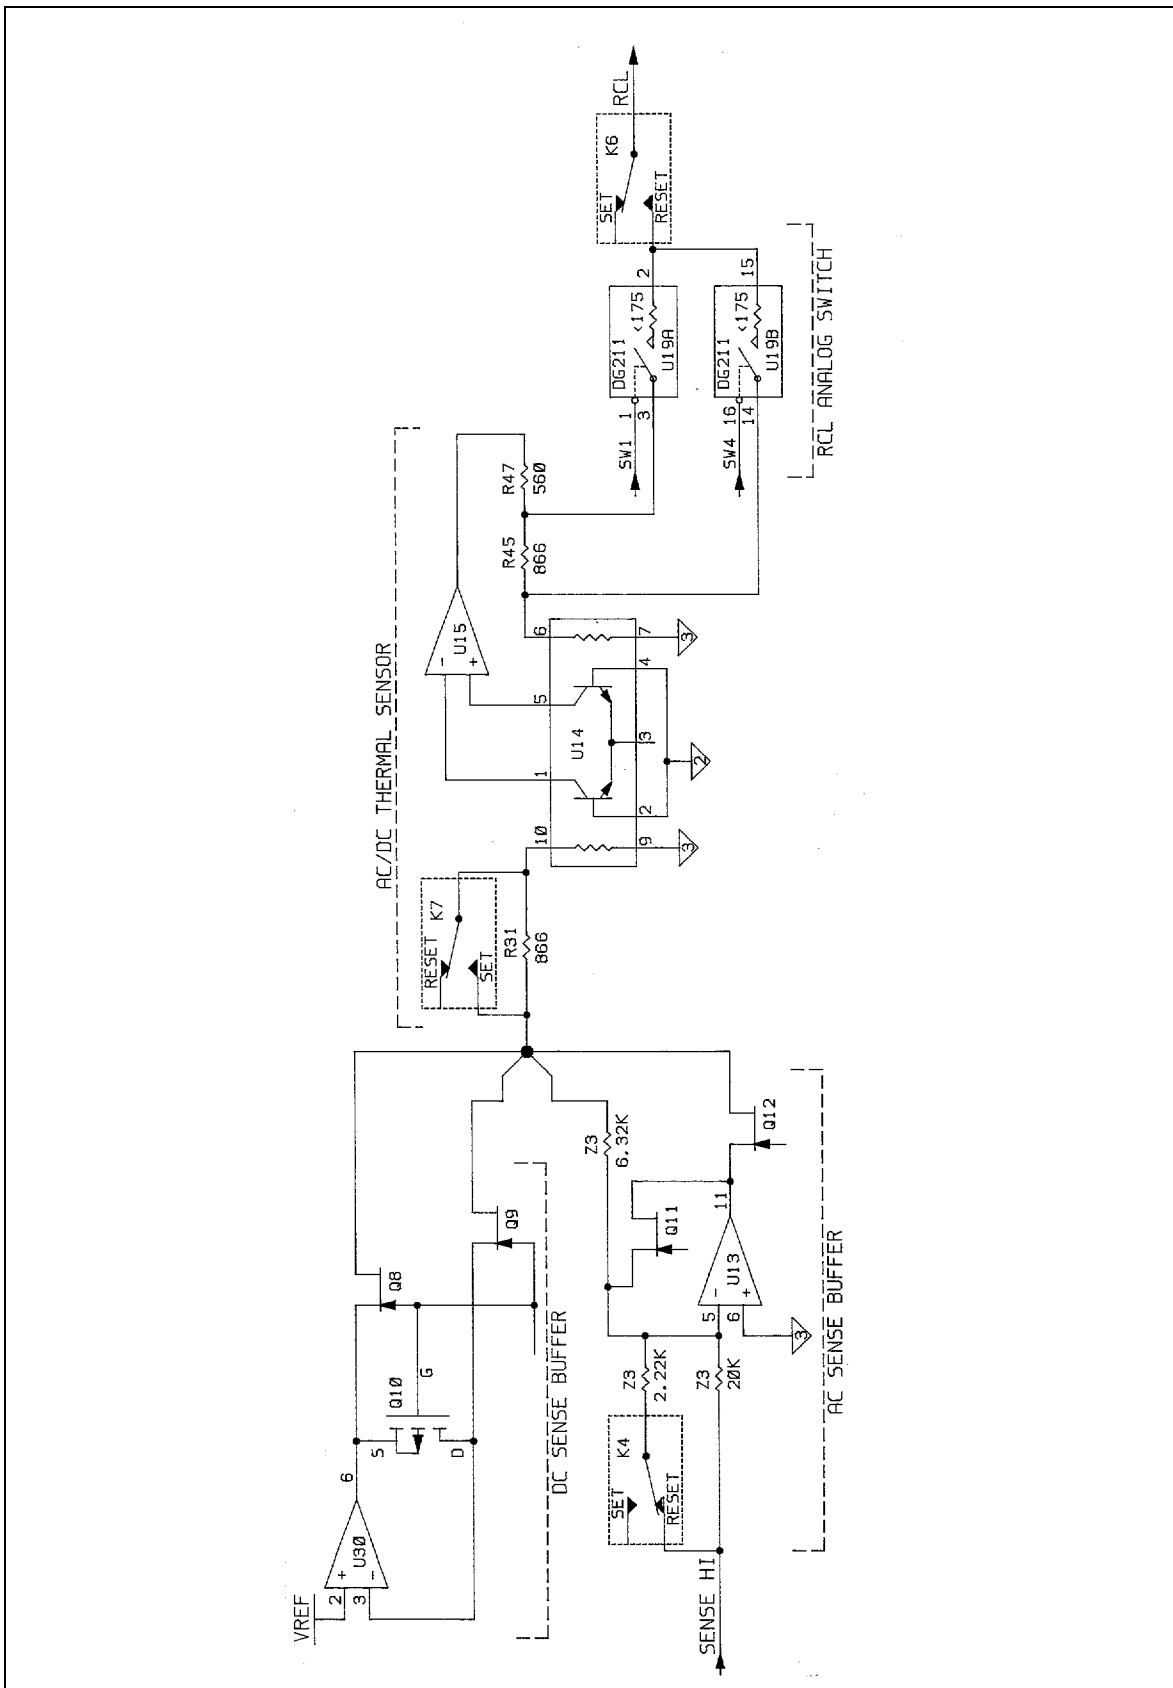 VREF
2
3
+
-
U30
6
S
D
Q10
G
Q8
Q9
DC SENSE BUFFER
SENSE HI
SET
RESET
K4
Z3
2.22K
Z3
20K
5
6
-
+
U13
11
3
Q11
Z3
6.32K
Q12
AC SENSE BUFFER
AC/DC THERMAL SENSOR
RESET
SET
K7
R31
866
10
9
3
1
2
U14
3
2
5
4
6
7
3
-
+
U15
R45
866
R47
560
SW1
1
3
DG211
<175
U19A
2
SW4
16
14
DG211
<175
U19B
15
RCL ANALOG SWITCH
SET
RESET
K6
RCL